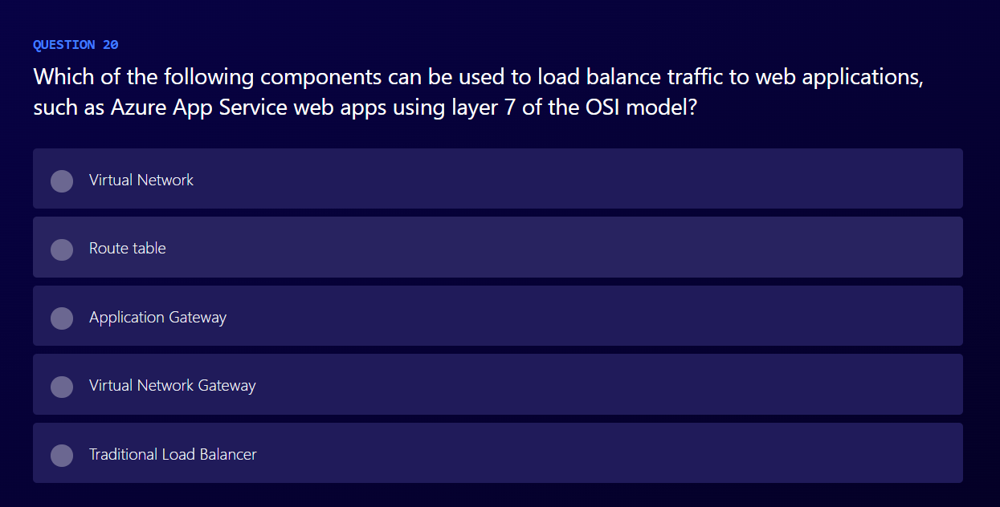 QUESTION 20
Which of the following components can be used to load balance traffic to web applications,
such as Azure App Service web apps using layer 7 of the OSI model?
Virtual Network
Route table
Application Gateway
Virtual Network Gateway
Traditional Load Balancer